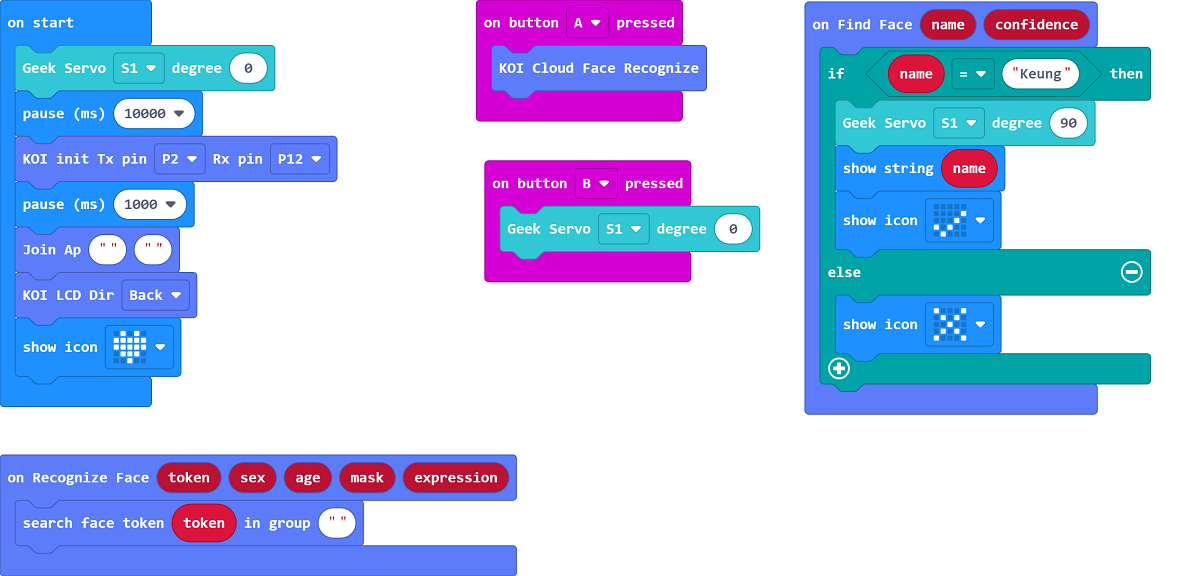 on start
Geek Servo S1 degree 0
pause (ms) 10000
KOI init Tx pin P2 Rx pin P12
pause (ms) 1000
Join Ap " " " "
KOI LCD Dir Back
show icon
on button A pressed
KOI Cloud Face Recognize
on button B pressed
Geek Servo S1 degree 0
on Find Face name confidence
if name = "Keung" then
Geek Servo S1 degree 90
show string name
show icon
else
show icon
on Recognize Face token sex age mask expression
search face token token in group " "